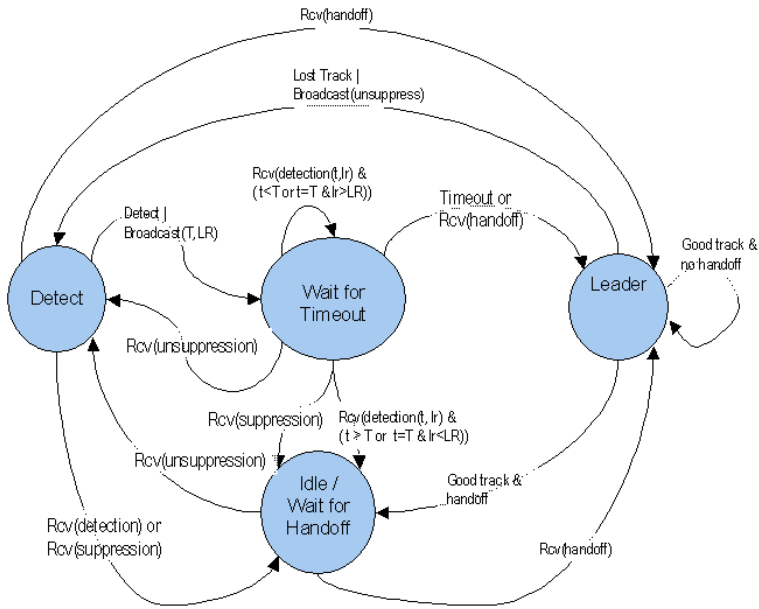 Rcv(handoff)
Lost Track |
Broadcast(unsuppress)
Rcv(detection(t,lr) &
(t<T or t=T & lr>LR))
Timeout or
Rcv(handoff)
Detect |
Broadcast(T, LR)
Good track &
no handoff
Detect
Wait for
Timeout
Leader
Rcv(unsuppression)
Rcv(suppression)
Rcv(detection(t, lr) &
(t > T or t=T & lr<LR))
Rcv(unsuppression)
Idle /
Wait for
Handoff
Good track &
handoff
Rcv(detection) or
Rcv(suppression)
Rcv(handoff)